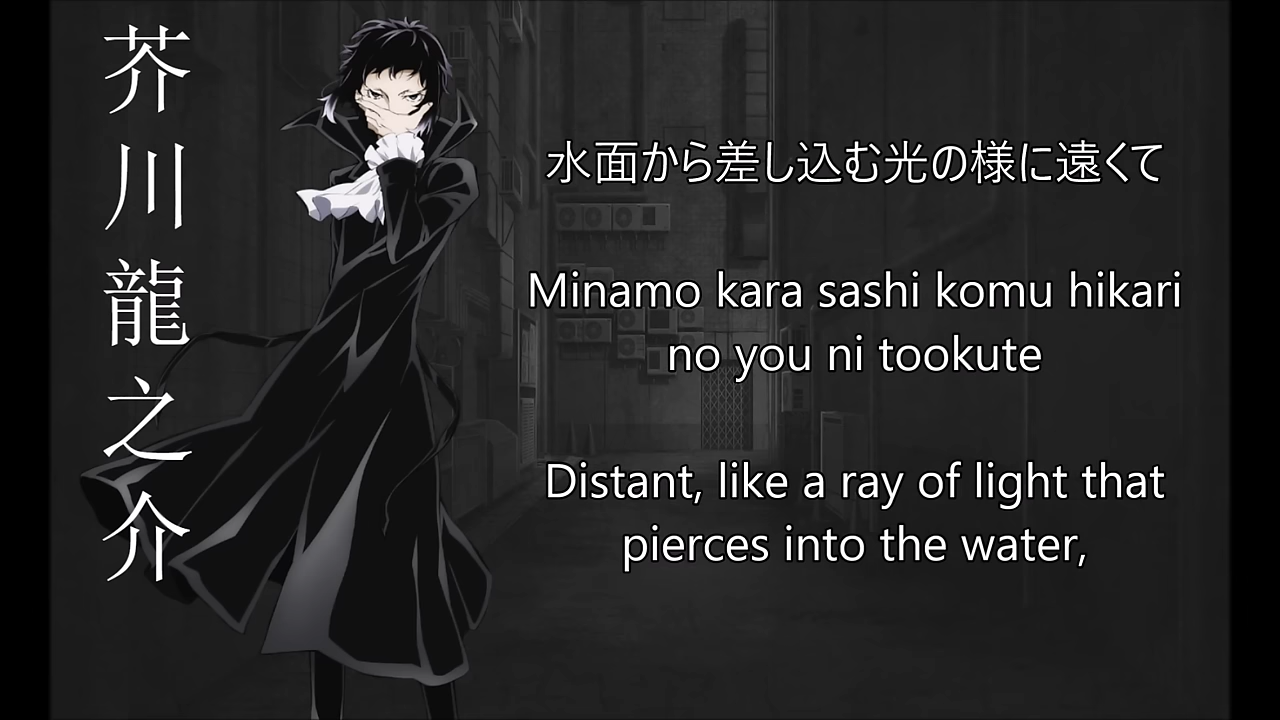 芥川龍之介
水面から差し込む光の様に遠くて
Minamo kara sashi komu hikari
no you ni tookute
Distant, like a ray of light that
pierces into the water,